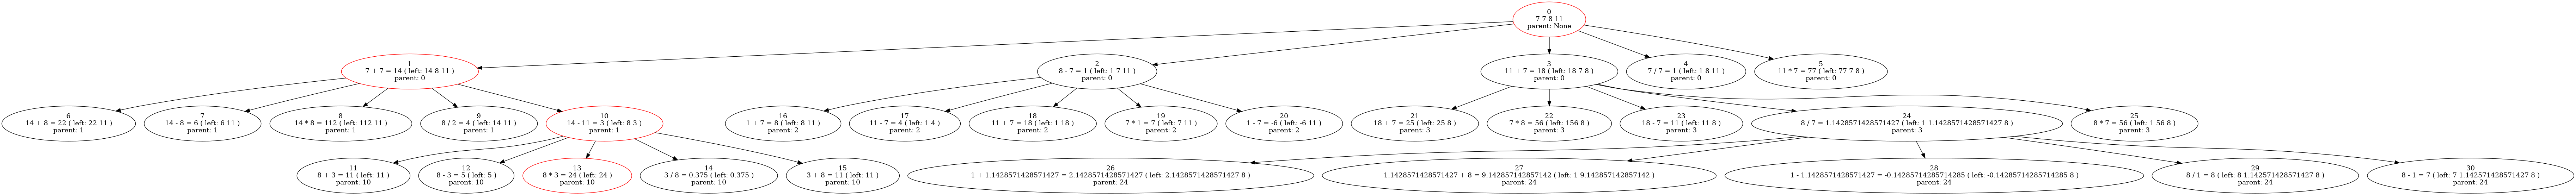 0
7 7 8 11
parent: None
1
7 + 7 = 14 ( left: 14 8 11 )
parent: 0
2
8 - 7 = 1 ( left: 1 7 11 )
parent: 0
3
11 + 7 = 18 ( left: 18 7 8 )
parent: 0
4
7 / 7 = 1 ( left: 1 8 11 )
parent: 0
5
11 * 7 = 77 ( left: 77 7 8 )
parent: 0
6
14 + 8 = 22 ( left: 22 11 )
parent: 1
7
14 - 8 = 6 ( left: 6 11 )
parent: 1
8
14 * 8 = 112 ( left: 112 11 )
parent: 1
9
8 / 2 = 4 ( left: 14 11 )
parent: 1
10
14 - 11 = 3 ( left: 8 3 )
parent: 1
16
1 + 7 = 8 ( left: 8 11 )
parent: 2
17
11 - 7 = 4 ( left: 1 4 )
parent: 2
18
11 + 7 = 18 ( left: 1 18 )
parent: 2
19
7 * 1 = 7 ( left: 7 11 )
parent: 2
20
1 - 7 = -6 ( left: -6 11 )
parent: 2
21
18 + 7 = 25 ( left: 25 8 )
parent: 3
22
7 * 8 = 56 ( left: 156 8 )
parent: 3
23
18 - 7 = 11 ( left: 11 8 )
parent: 3
24
8 / 7 = 1.1428571428571427 ( left: 1 1.1428571428571427 8 )
parent: 3
25
8 * 7 = 56 ( left: 1 56 8 )
parent: 3
11
8 + 3 = 11 ( left: 11 )
parent: 10
12
8 - 3 = 5 ( left: 5 )
parent: 10
13
8 * 3 = 24 ( left: 24 )
parent: 10
14
3 / 8 = 0.375 ( left: 0.375 )
parent: 10
15
3 + 8 = 11 ( left: 11 )
parent: 10
26
1 + 1.1428571428571427 = 2.1428571428571427 ( left: 2.1428571428571427 8 )
parent: 24
27
1.1428571428571427 + 8 = 9.142857142857142 ( left: 1 9.142857142857142 )
parent: 24
28
1 - 1.1428571428571427 = -0.14285714285714285 ( left: -0.14285714285714285 8 )
parent: 24
29
8 / 1 = 8 ( left: 8 1.142571428571427 8 )
parent: 24
30
8 - 1 = 7 ( left: 7 1.1428571428571427 8 )
parent: 24